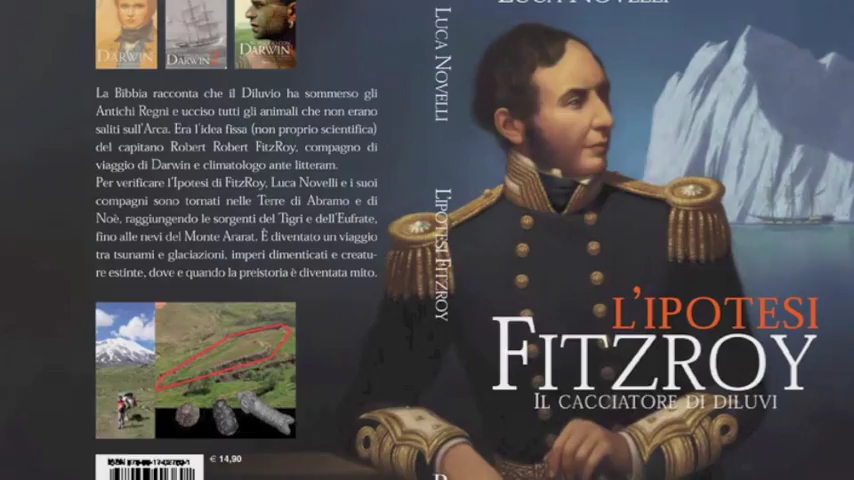 DARWIN
DARWIN
DARWIN
La Bibbia racconta che il Diluvio ha sommerso gli
Antichi Regni e ucciso tutti gli animali che non erano
saliti sull'Arca. Era l'idea fissa (non proprio scientifica)
del capitano Robert Robert FitzRoy, compagno di
viaggio di Darwin e climatologo ante litteram.
Per verificare l'Ipotesi di FitzRoy, Luca Novelli e i suoi
compagni sono tornati nelle Terre di Abramo e di
Noè, raggiungendo le sorgenti del Tigri e dell'Eufrate,
fino alle nevi del Monte Ararat. È diventato un viaggio
tra tsunami e glaciazioni, imperi dimenticati e creatu-
re estinte, dove e quando la preistoria è diventata mito.
€ 14,90
LUCA NOVELLI
L'IPOTESI FITZROY
LUCA NOVELLI
L'IPOTESI
FITZROY
IL CACCIATORE DI DILUVI